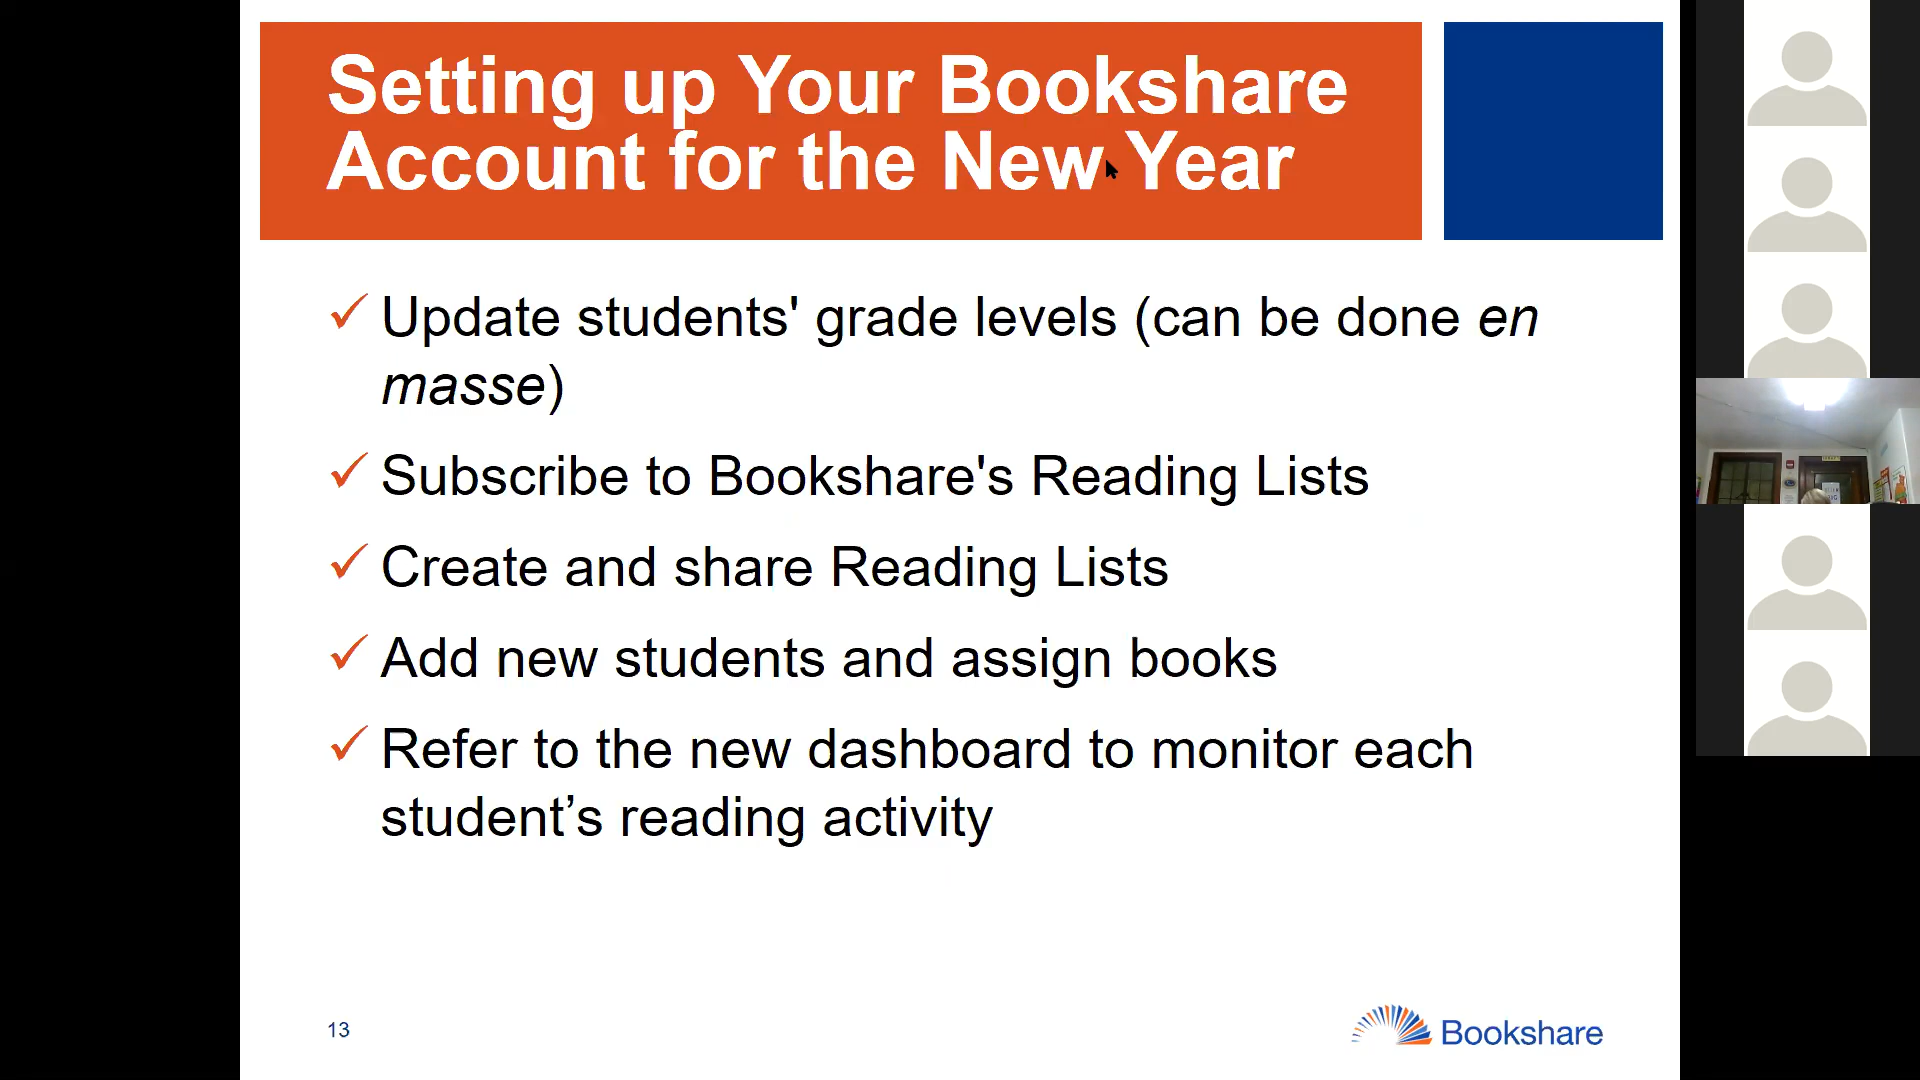 Setting up Your Bookshare
Account for the New Year
Update students' grade levels (can be done en
masse)
Subscribe to Bookshare's Reading Lists
Create and share Reading Lists
Add new students and assign books
Refer to the new dashboard to monitor each
student’s reading activity
13
Bookshare